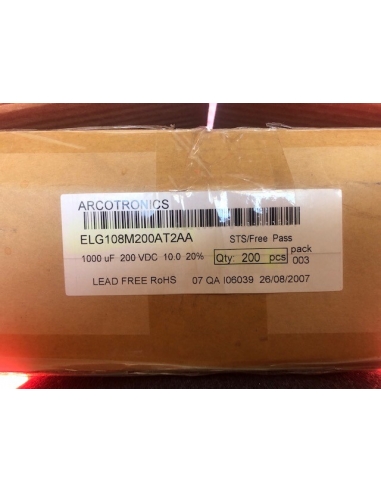 ARCOTRONICS
ELG108M200AT2AA STS/Free Pass
1000 uF 200 VDC 10.0 20% Qty: 200 pcs pack 003
LEAD FREE RoHS 07 QA I06039 26/08/2007